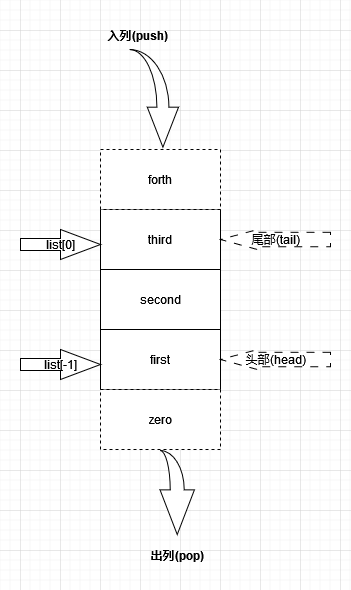 入列(push)
forth
list[0]
third
尾部(tail)
second
list[-1]
first
头部(head)
zero
出列(pop)